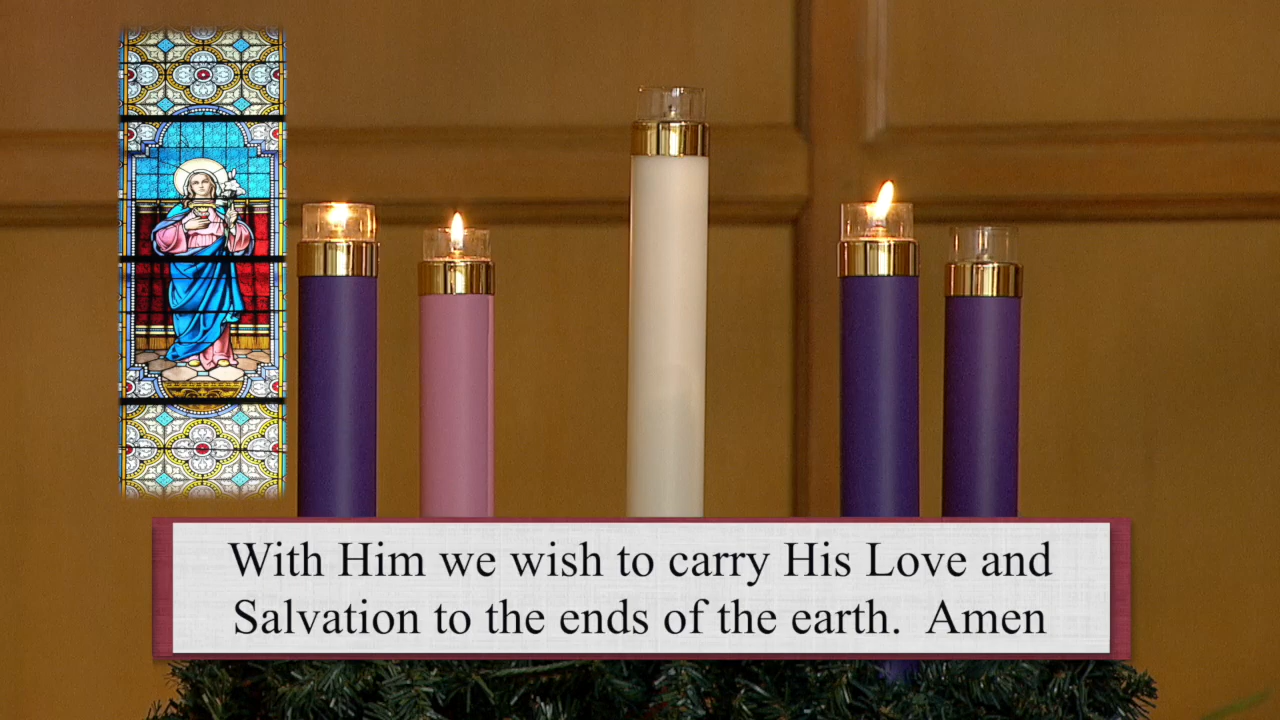 With Him we wish to carry His Love and
Salvation to the ends of the earth.  Amen